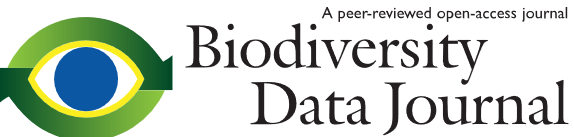 A peer-reviewed open-access journal
Biodiversity
Data Journal